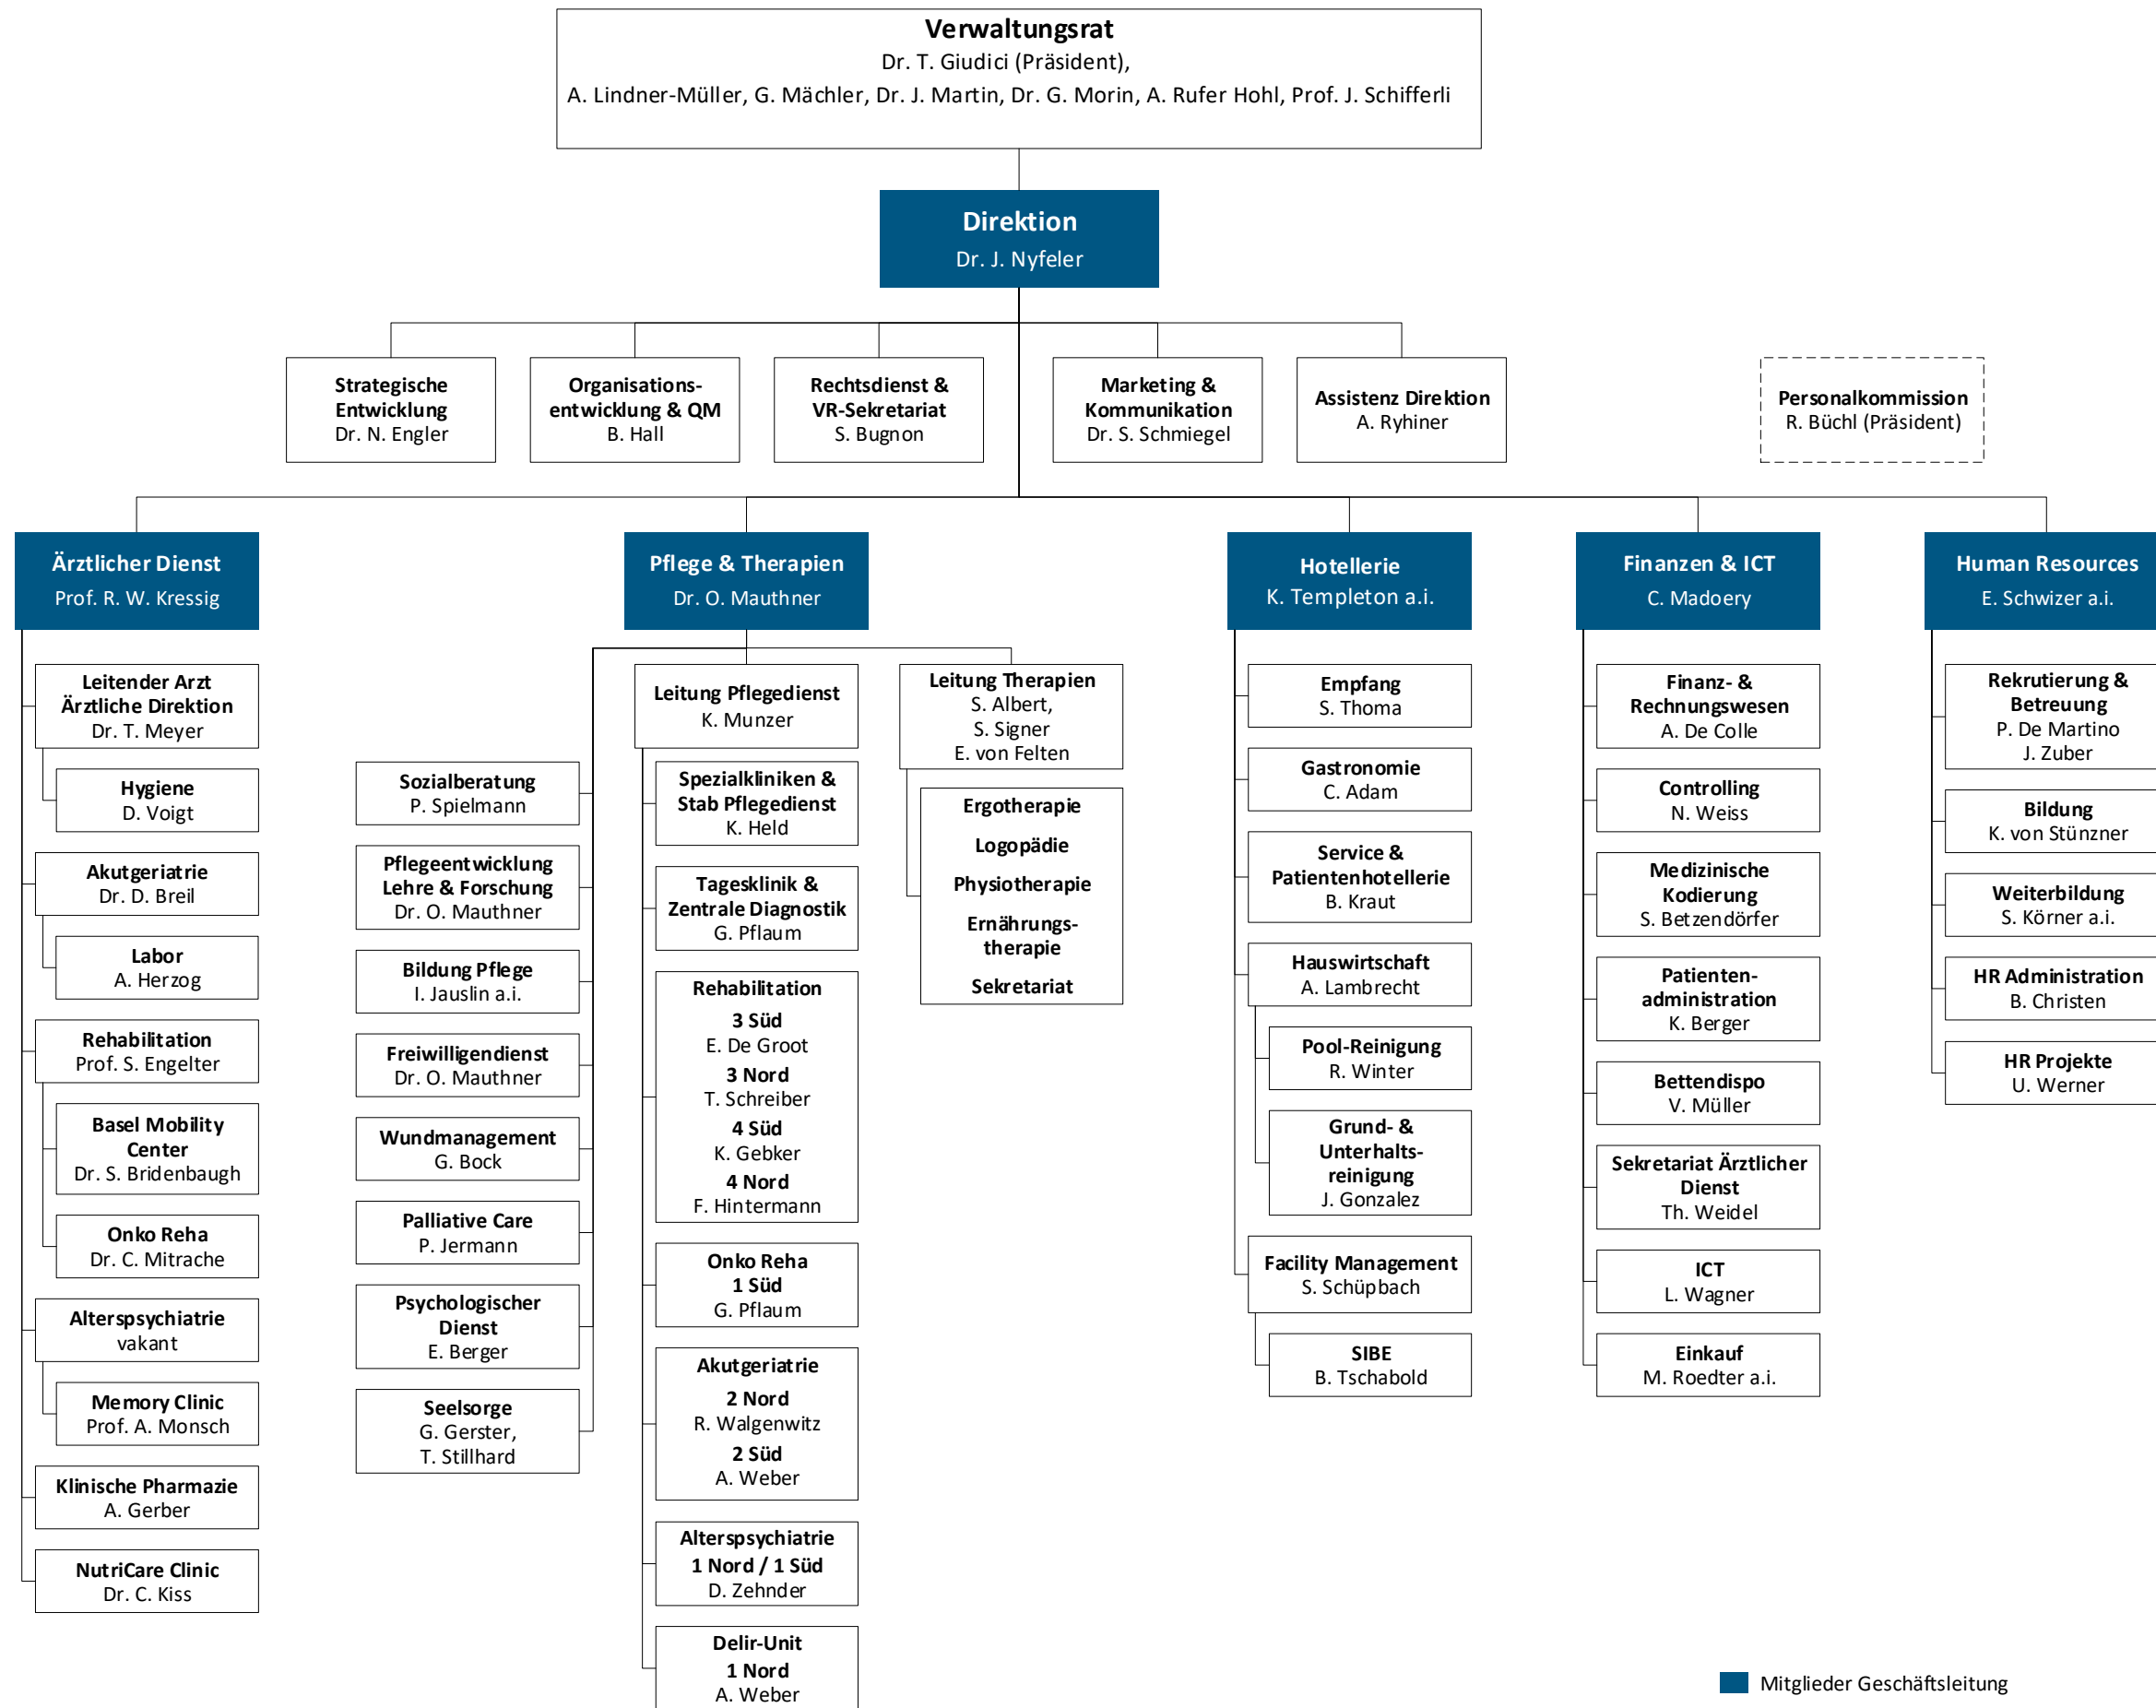 Verwaltungsrat
Dr. T. Giudici (Präsident),
A. Lindner-Müller, G. Mächler, Dr. J. Martin, Dr. G. Morin, A. Rufer Hohl, Prof. J. Schifferli
Direktion
Dr. J. Nyfeler
Strategische
Entwicklung
Dr. N. Engler
Organisations-
entwicklung & QM
B. Hall
Rechtsdienst &
VR-Sekretariat
S. Bugnon
Marketing &
Kommunikation
Dr. S. Schmiegel
Assistenz Direktion
A. Ryhiner
Personalkommission
R. Büchl (Präsident)
Ärztlicher Dienst
Prof. R. W. Kressig
Leitender Arzt
Ärztliche Direktion
Dr. T. Meyer
Hygiene
D. Voigt
Akutgeriatrie
Dr. D. Breil
Labor
A. Herzog
Rehabilitation
Prof. S. Engelter
Basel Mobility
Center
Dr. S. Bridenbaugh
Onko Reha
Dr. C. Mitrache
Alterspsychiatrie
vakant
Memory Clinic
Prof. A. Monsch
Klinische Pharmazie
A. Gerber
NutriCare Clinic
Dr. C. Kiss
Pflege & Therapien
Dr. O. Mauthner
Sozialberatung
P. Spielmann
Pflegeentwicklung
Lehre & Forschung
Dr. O. Mauthner
Bildung Pflege
I. Jauslin a.i.
Freiwilligendienst
Dr. O. Mauthner
Wundmanagement
G. Bock
Palliative Care
P. Jermann
Psychologischer
Dienst
E. Berger
Seelsorge
G. Gerster,
T. Stillhard
Leitung Pflegedienst
K. Munzer
Spezialkliniken &
Stab Pflegedienst
K. Held
Tagesklinik &
Zentrale Diagnostik
G. Pflaum
Rehabilitation
3 Süd
E. De Groot
3 Nord
T. Schreiber
4 Süd
K. Gebker
4 Nord
F. Hintermann
Onko Reha
1 Süd
G. Pflaum
Akutgeriatrie
2 Nord
R. Walgenwitz
2 Süd
A. Weber
Alterspsychiatrie
1 Nord / 1 Süd
D. Zehnder
Delir-Unit
1 Nord
A. Weber
Leitung Therapien
S. Albert,
S. Signer
E. von Felten
Ergotherapie
Logopädie
Physiotherapie
Ernährungs-
therapie
Sekretariat
Hotellerie
K. Templeton a.i.
Empfang
S. Thoma
Gastronomie
C. Adam
Service &
Patientenhotellerie
B. Kraut
Hauswirtschaft
A. Lambrecht
Pool-Reinigung
R. Winter
Grund- &
Unterhalts-
reinigung
J. Gonzalez
Facility Management
S. Schüpbach
SIBE
B. Tschabold
Finanzen & ICT
C. Madoery
Finanz- &
Rechnungswesen
A. De Colle
Controlling
N. Weiss
Medizinische
Kodierung
S. Betzendörfer
Patienten-
administration
K. Berger
Bettendispo
V. Müller
Sekretariat Ärztlicher
Dienst
Th. Weidel
ICT
L. Wagner
Einkauf
M. Roedter a.i.
Human Resources
E. Schwizer a.i.
Rekrutierung &
Betreuung
P. De Martino
J. Zuber
Bildung
K. von Stünzner
Weiterbildung
S. Körner a.i.
HR Administration
B. Christen
HR Projekte
U. Werner
Mitglieder Geschäftsleitung